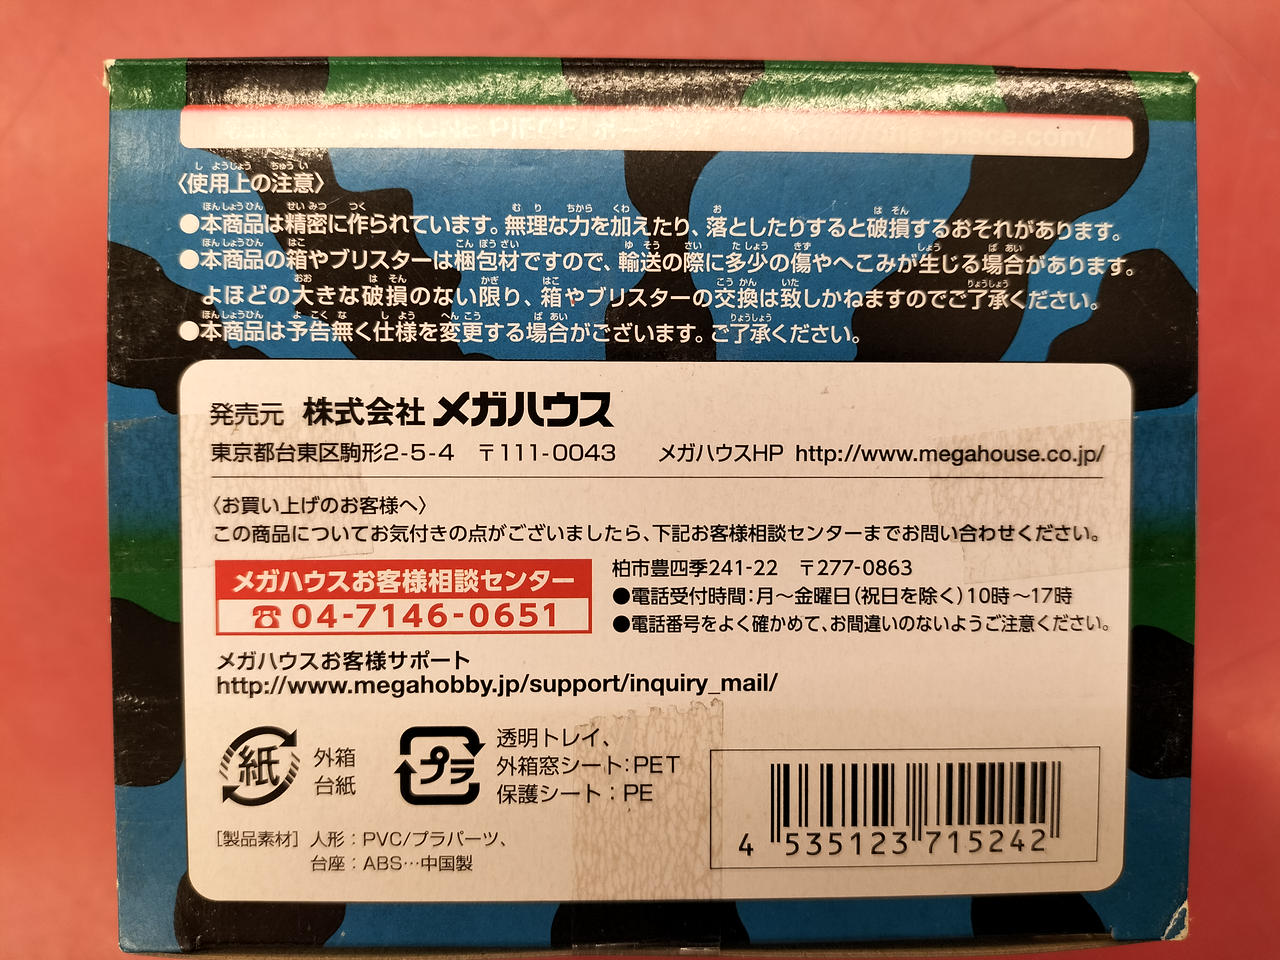 ONE PIECE
piece.com/
〈使用上の注意〉
●本商品は精密に作られています。無理な力を加えたり、落としたりすると破損するおそれがあります。
●本商品の箱やブリスターは梱包材ですので、輸送の際に多少の傷やへこみが生じる場合があります。
よほどの大きな破損のない限り、箱やブリスターの交換は致しかねますのでご了承ください。
●本商品は予告無く仕様を変更する場合がございます。ご了承ください。
発売元 株式会社メガハウス
東京都台東区駒形2-5-4 〒111-0043 メガハウスHP http://www.megahouse.co.jp/
〈お買い上げのお客様へ〉
この商品についてお気付きの点がございましたら、下記お客様相談センターまでお問い合わせください。
メガハウスお客様相談センター
☎04-7146-0651
柏市豊四季241-22 〒277-0863
●電話受付時間：月～金曜日(祝日を除く)10時～17時
●電話番号をよく確かめて、お間違いのないようご注意ください。
メガハウスお客様サポート
http://www.megahobby.jp/support/inquiry_mail/
紙 外箱
台紙
プラ 透明トレイ、
外箱窓シート：PET
保護シート：PE
[製品素材] 人形：PVC/プラパーツ、
台座：ABS…中国製
4 535123 715242